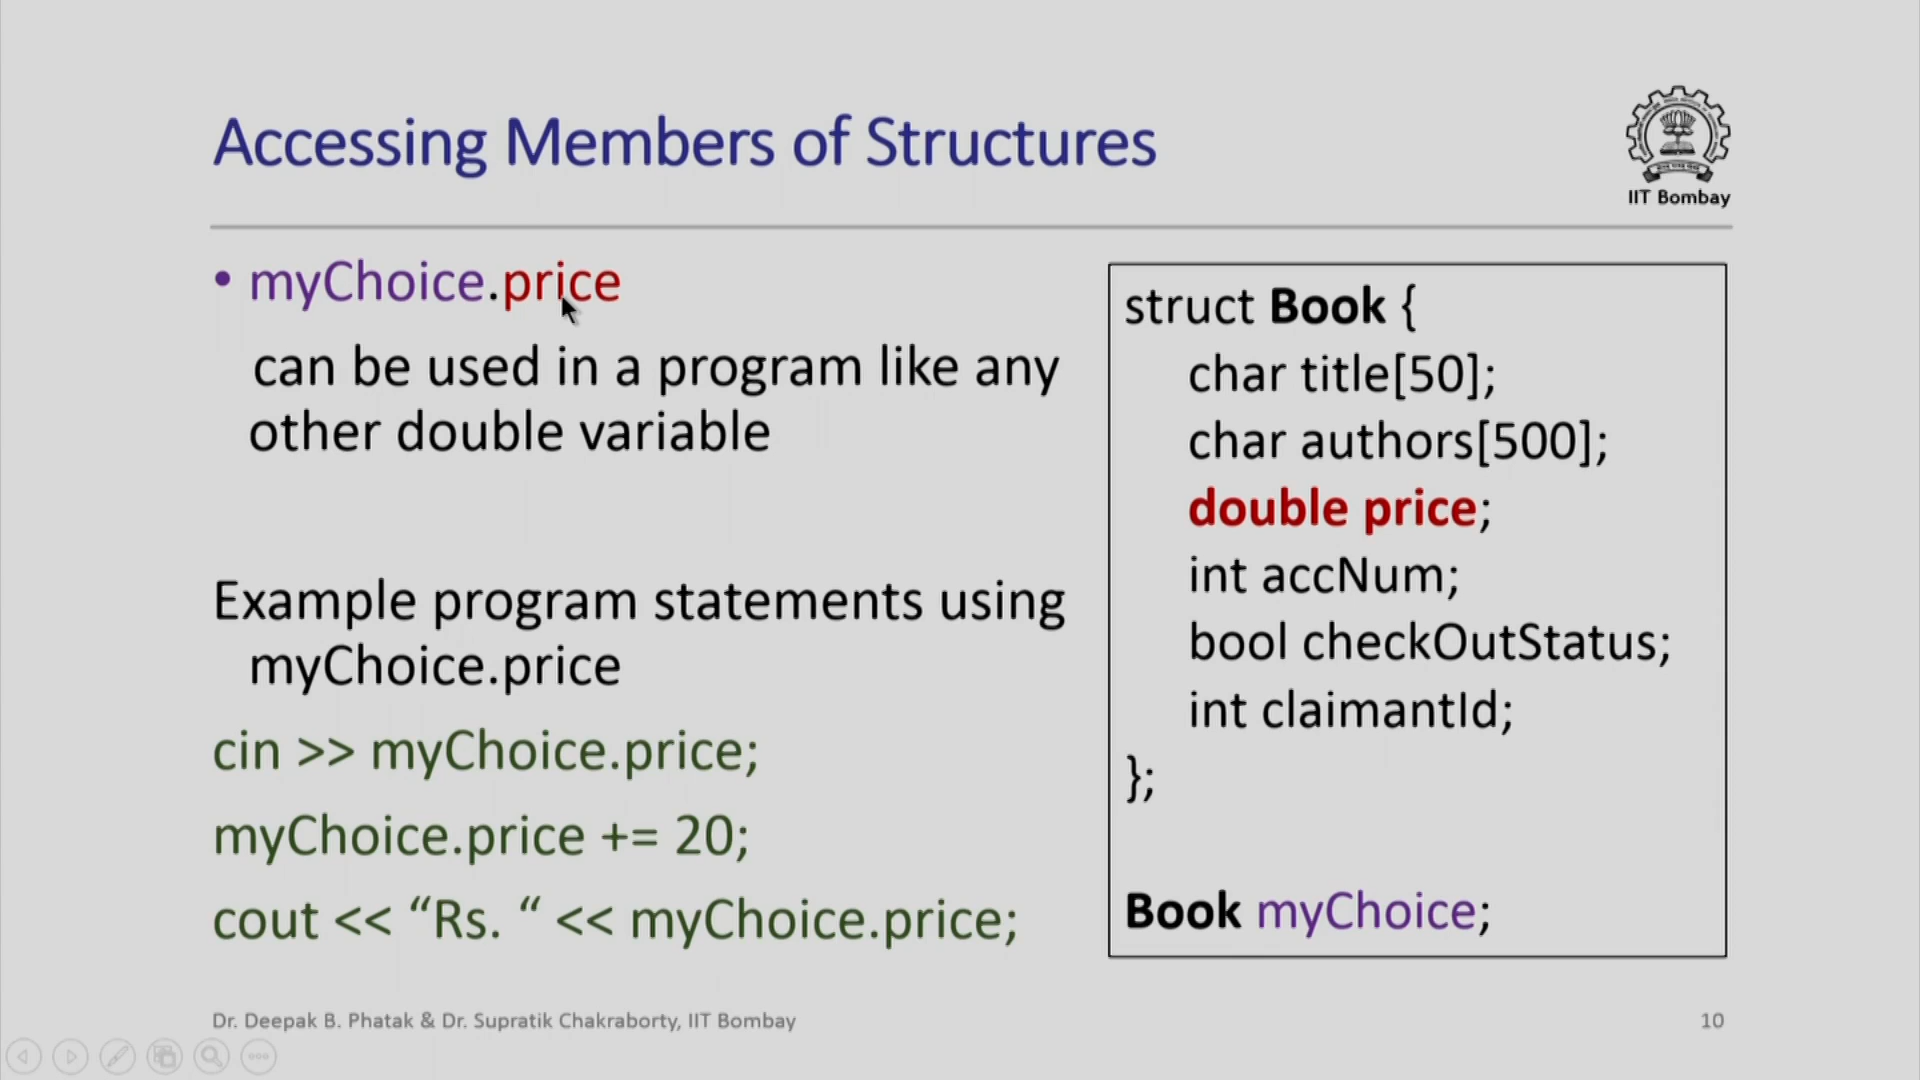 Accessing Members of Structures
IIT Bombay
• myChoice.price
can be used in a program like any
other double variable
Example program statements using
myChoice.price
cin >> myChoice.price;
myChoice.price += 20;
cout << “Rs. “ << myChoice.price;
struct Book {
char title[50];
char authors[500];
double price;
int accNum;
bool checkOutStatus;
int claimantId;
};
Book myChoice;
Dr. Deepak B. Phatak & Dr. Supratik Chakraborty, IIT Bombay
10